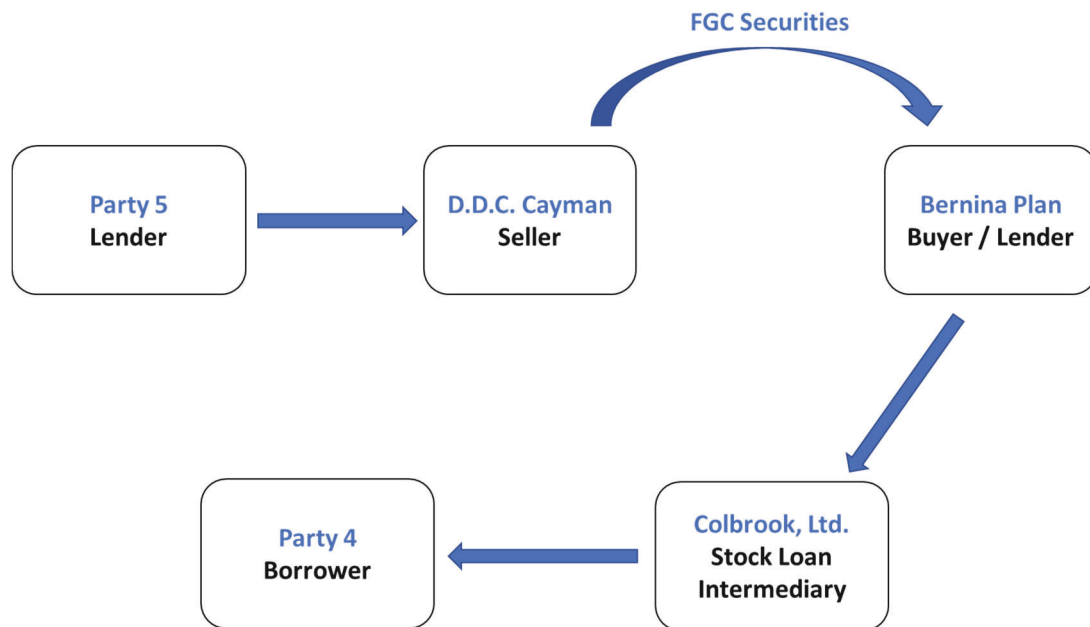 FGC Securities
Party 5
Lender
D.D.C. Cayman
Seller
Bernina Plan
Buyer / Lender
Party 4
Borrower
Colbrook, Ltd.
Stock Loan
Intermediary